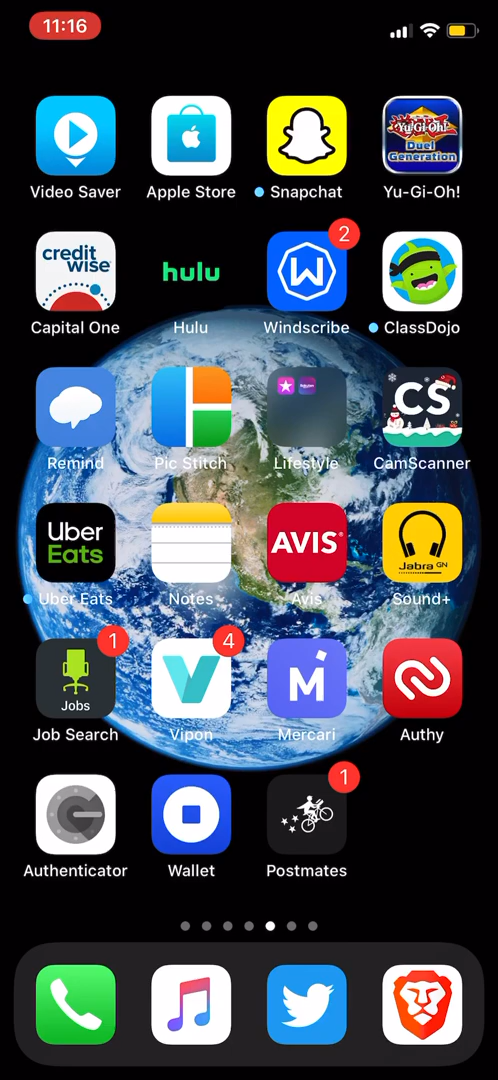 11:16
Video Saver
Apple Store
Snapchat
Yu-Gi-Oh!
Duel
Generation
Yu-Gi-Oh!
credit
wise
Capital One
hulu
Hulu
2
W
Windscribe
ClassDojo
Remind
Pic Stitch
Lifestyle
CS
CamScanner
Uber
Eats
Uber Eats
Notes
AVIS
Avis
Jabra GN
Sound+
1
Jobs
Job Search
4
V
Vipon
M
Mercari
Authy
Authenticator
Wallet
1
Postmates